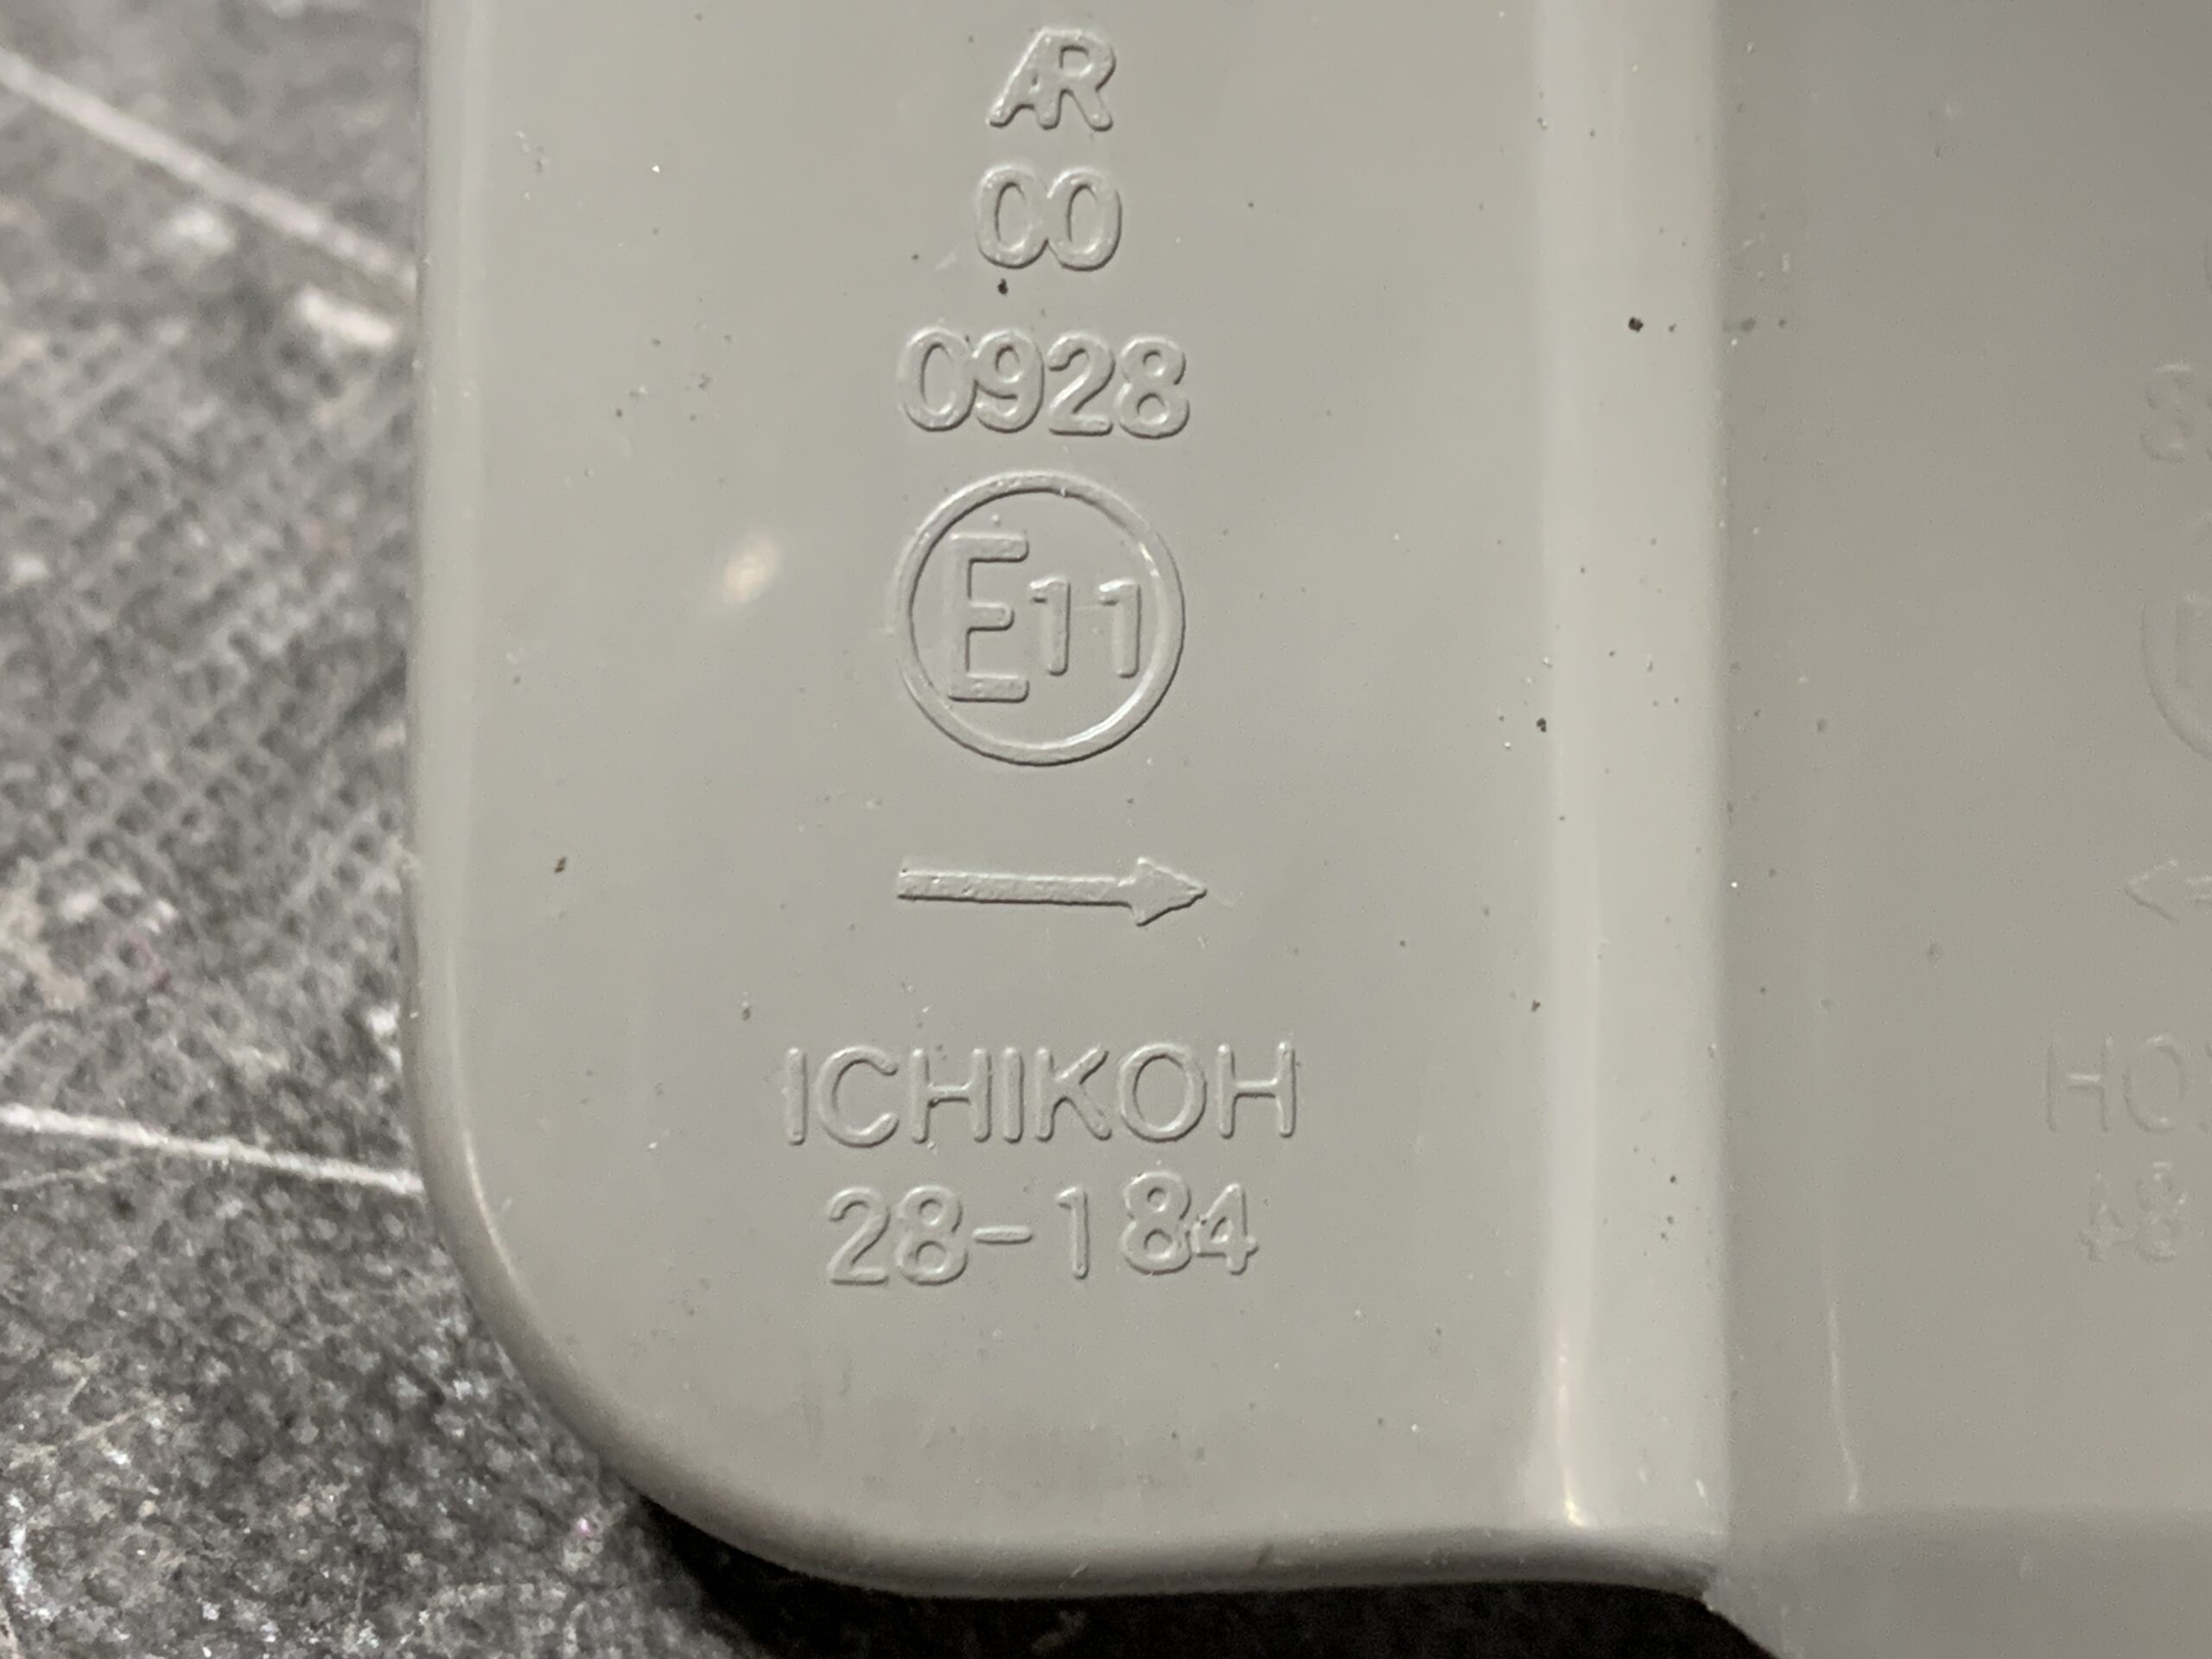 AR
00
0928
E11
→
ICHIKOH
28-184